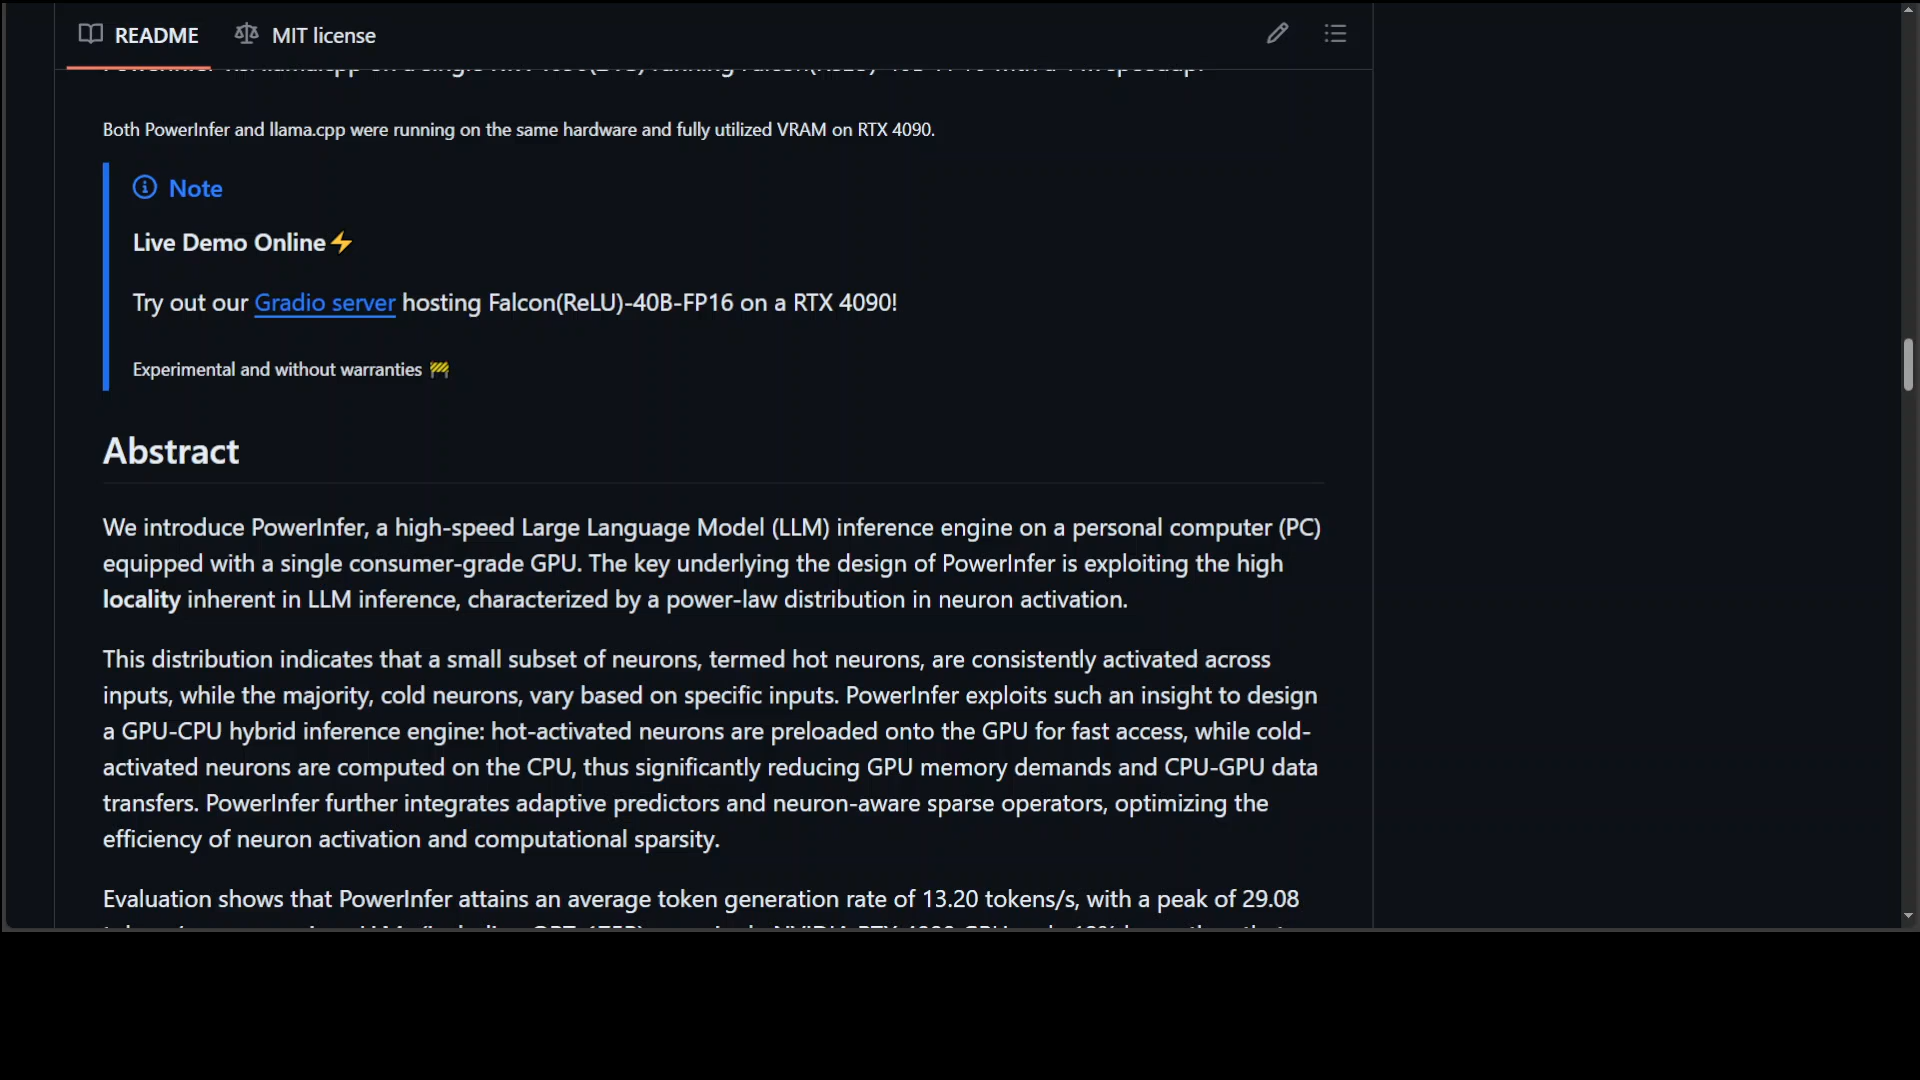 README MIT license
Both PowerInfer and llama.cpp were running on the same hardware and fully utilized VRAM on RTX 4090.
Note
Live Demo Online⚡
Try out our Gradio server hosting Falcon(ReLU)-40B-FP16 on a RTX 4090!
Experimental and without warranties 🚧
Abstract
We introduce PowerInfer, a high-speed Large Language Model (LLM) inference engine on a personal computer (PC)
equipped with a single consumer-grade GPU. The key underlying the design of PowerInfer is exploiting the high
locality inherent in LLM inference, characterized by a power-law distribution in neuron activation.
This distribution indicates that a small subset of neurons, termed hot neurons, are consistently activated across
inputs, while the majority, cold neurons, vary based on specific inputs. PowerInfer exploits such an insight to design
a GPU-CPU hybrid inference engine: hot-activated neurons are preloaded onto the GPU for fast access, while cold-
activated neurons are computed on the CPU, thus significantly reducing GPU memory demands and CPU-GPU data
transfers. PowerInfer further integrates adaptive predictors and neuron-aware sparse operators, optimizing the
efficiency of neuron activation and computational sparsity.
Evaluation shows that PowerInfer attains an average token generation rate of 13.20 tokens/s, with a peak of 29.08